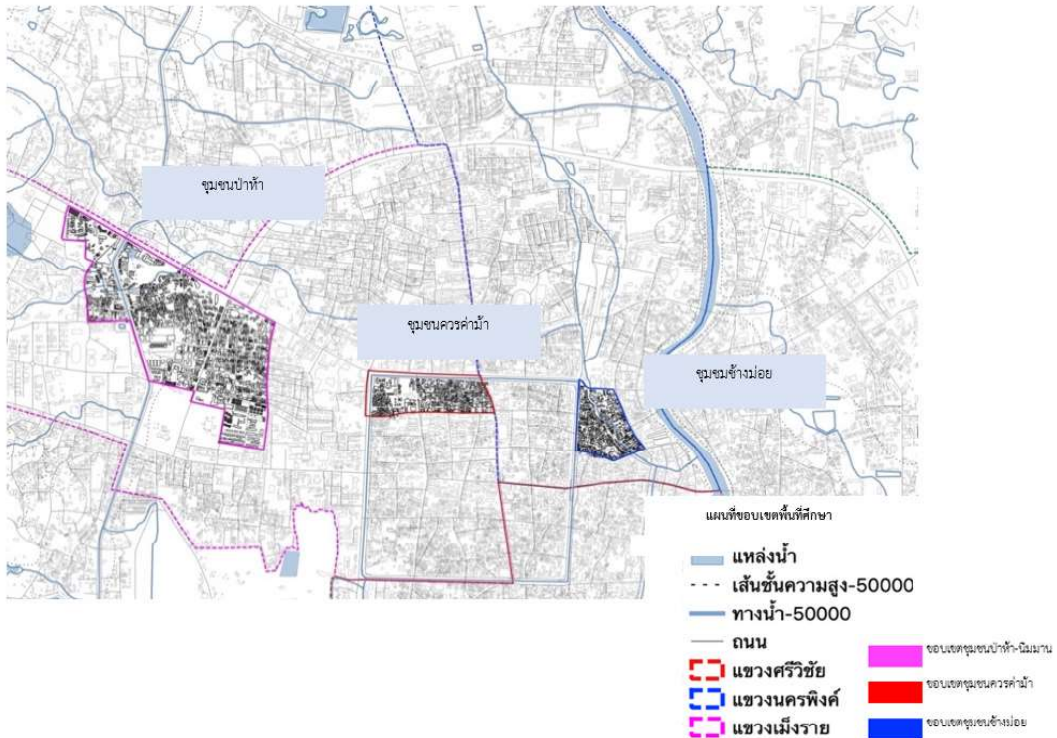 ชุมชนป่าห้า
ชุมชนควรค่าม้า
ชุมชมช้างม่อย
แผนที่ขอบเขตพื้นที่ศึกษา
แหล่งน้ำ
เส้นชั้นความสูง-50000
ทางน้ำ-50000
ถนน
แขวงศรีวิชัย
แขวงนครพิงค์
แขวงเม็งราย
ขอบเขตชุมชนป่าห้า-นิมมาน
ขอบเขตชุมชนควรค่าม้า
ขอบเขตชุมชนช้างม่อย